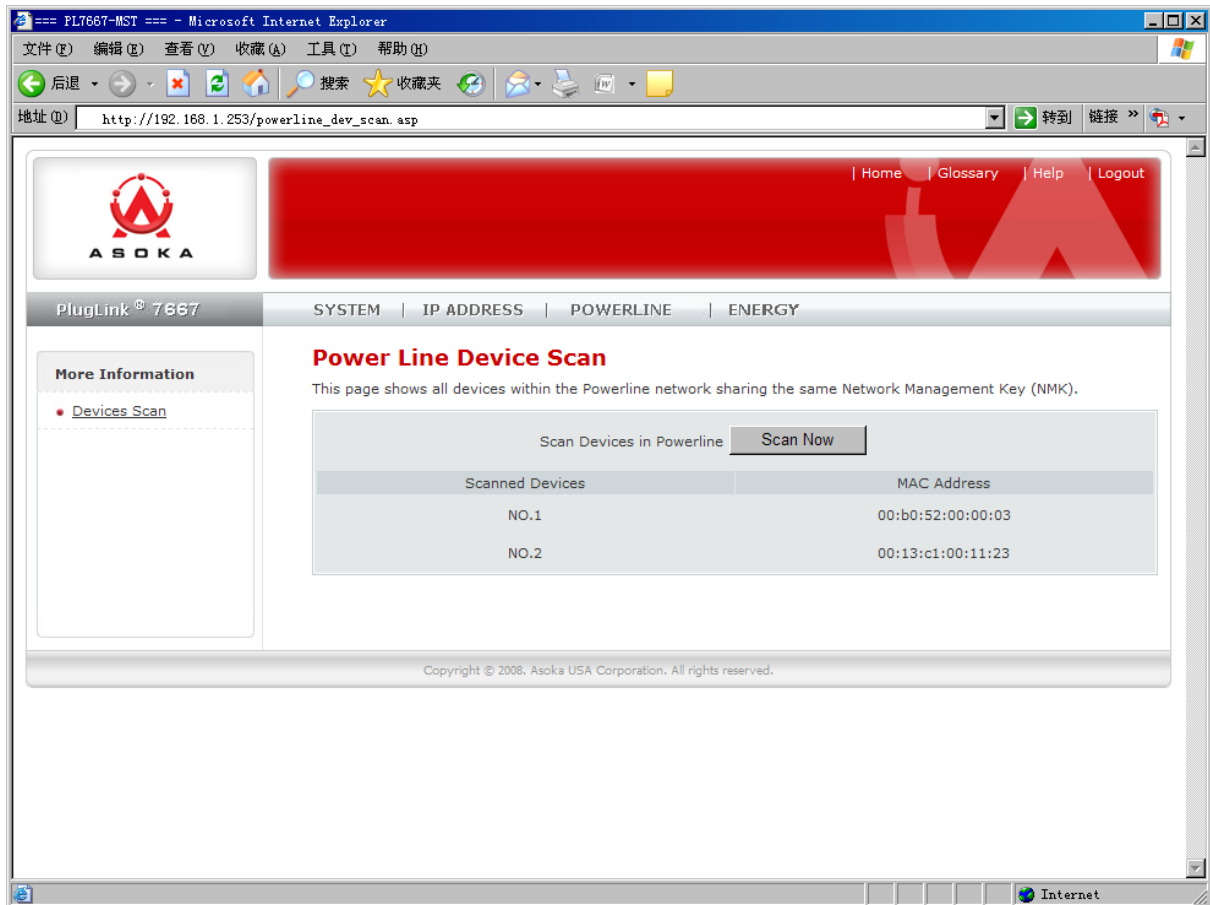 === PL7667-MST === - Microsoft Internet Explorer
文件(F) 编辑(E) 查看(V) 收藏(A) 工具(T) 帮助(H)
后退 搜索 收藏夹
地址(D) http://192.168.1.253/powerline_dev_scan.asp 转到 链接 »
| Home | Glossary | Help | Logout
ASOKA
PlugLink ® 7667 SYSTEM | IP ADDRESS | POWERLINE | ENERGY
More Information
Devices Scan
Power Line Device Scan
This page shows all devices within the Powerline network sharing the same Network Management Key (NMK).
Scan Devices in Powerline Scan Now
Scanned Devices MAC Address
NO.1 00:b0:52:00:00:03
NO.2 00:13:c1:00:11:23
Copyright © 2008. Asoka USA Corporation. All rights reserved.
Internet